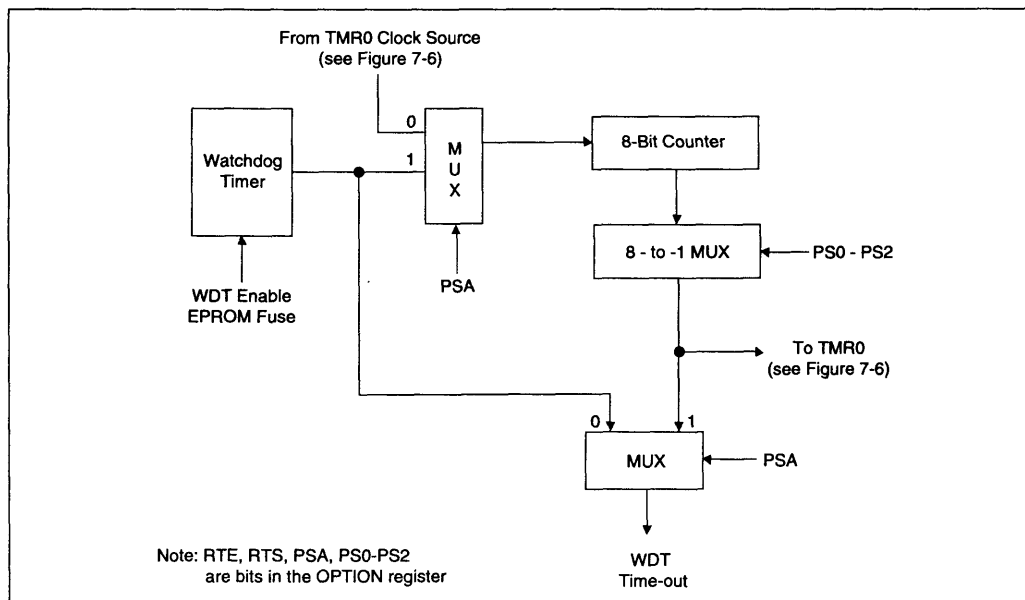 From TMR0 Clock Source
(see Figure 7-6)
0
1
M
U
X
Watchdog
Timer
8-Bit Counter
8 - to -1 MUX
PS0 - PS2
PSA
WDT Enable
EPROM Fuse
To TMR0
(see Figure 7-6)
0
1
MUX
PSA
Note: RTE, RTS, PSA, PS0-PS2
are bits in the OPTION register
WDT
Time-out